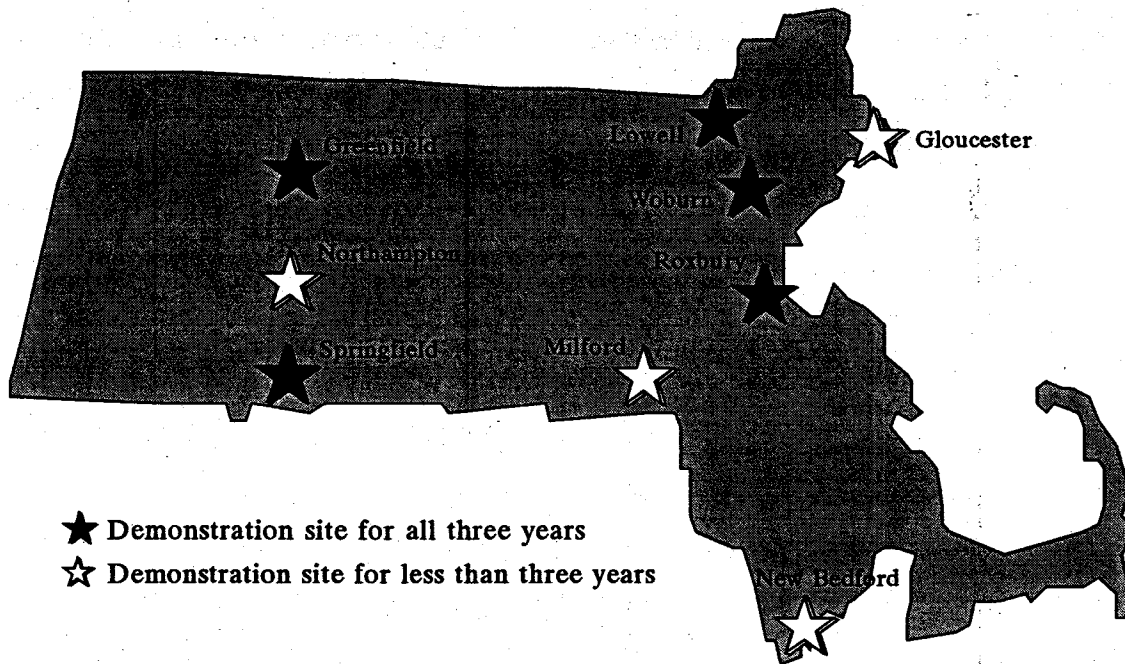 Lowell
Gloucester
Greenfield
Woburn
Northampton
Roxbury
Springfield
Milford
Demonstration site for all three years
Demonstration site for less than three years
New Bedford